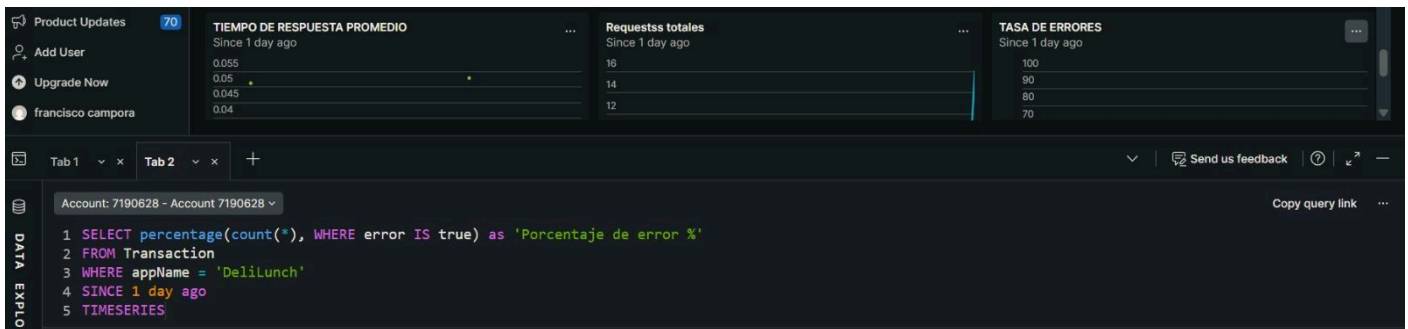 Product Updates 70
Add User
Upgrade Now
francisco campora
TIEMPO DE RESPUESTA PROMEDIO ...
Since 1 day ago
0.055
0.05
0.045
0.04
Requestss totales ...
Since 1 day ago
16
14
12
TASA DE ERRORES ...
Since 1 day ago
100
90
80
70
Tab 1
Tab 2
Send us feedback
Account: 7190628 - Account 7190628
Copy query link ...
DATA EXPLO
1 SELECT percentage(count(*), WHERE error IS true) as 'Porcentaje de error %'
2 FROM Transaction
3 WHERE appName = 'DeliLunch'
4 SINCE 1 day ago
5 TIMESERIES